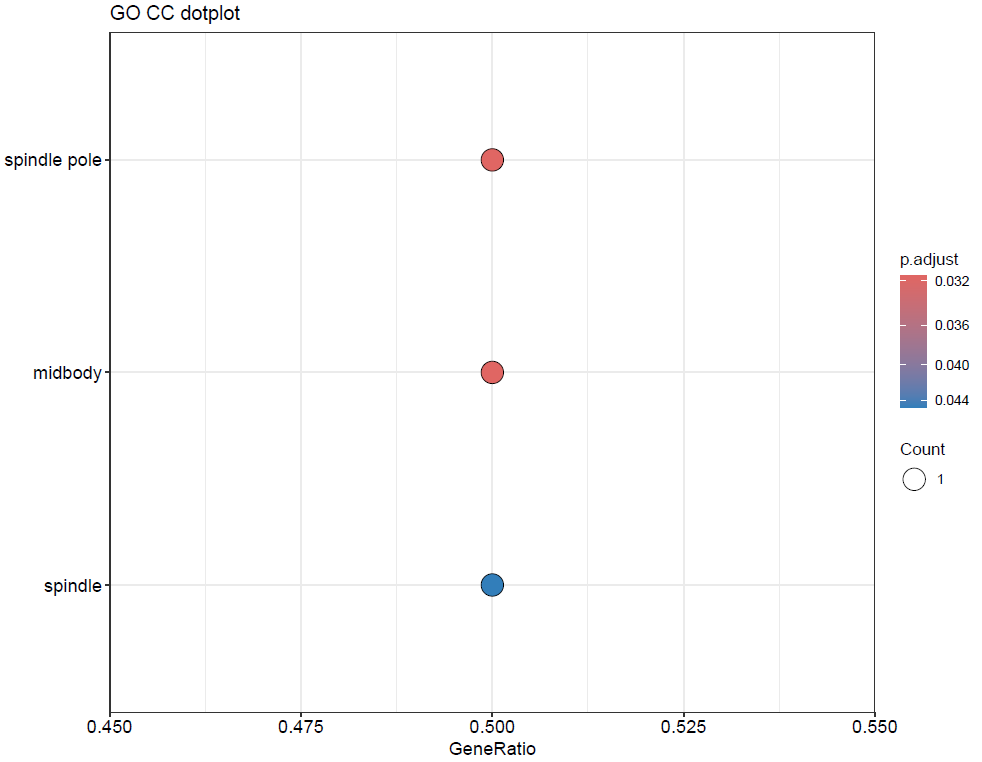 GO CC dotplot
spindle pole
midbody
spindle
0.450
0.475
0.500
0.525
0.550
GeneRatio
p.adjust
0.032
0.036
0.040
0.044
Count
1